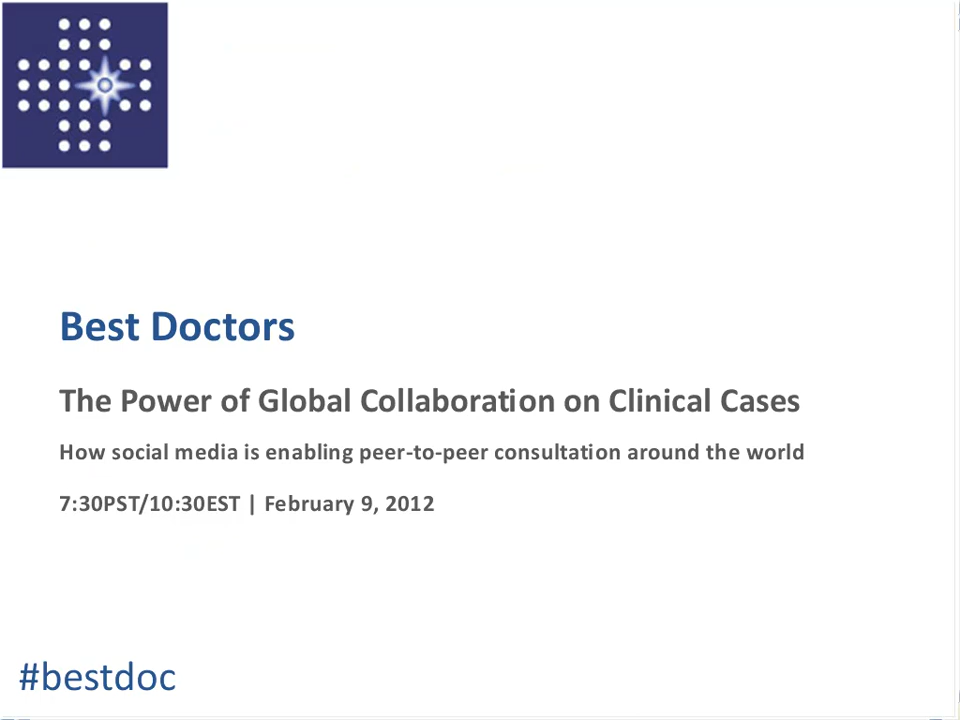 Best Doctors
The Power of Global Collaboration on Clinical Cases
How social media is enabling peer-to-peer consultation around the world
7:30PST/10:30EST | February 9, 2012
#bestdoc